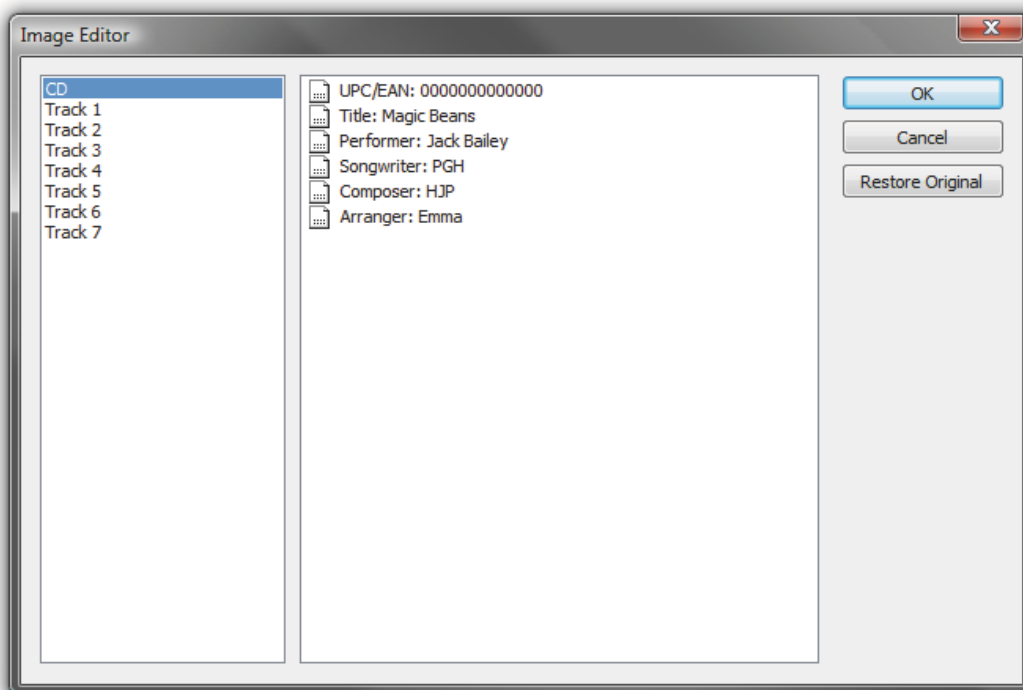 Image Editor
CD
Track 1
Track 2
Track 3
Track 4
Track 5
Track 6
Track 7
UPC/EAN: 0000000000000
Title: Magic Beans
Performer: Jack Bailey
Songwriter: PGH
Composer: HJP
Arranger: Emma
OK
Cancel
Restore Original